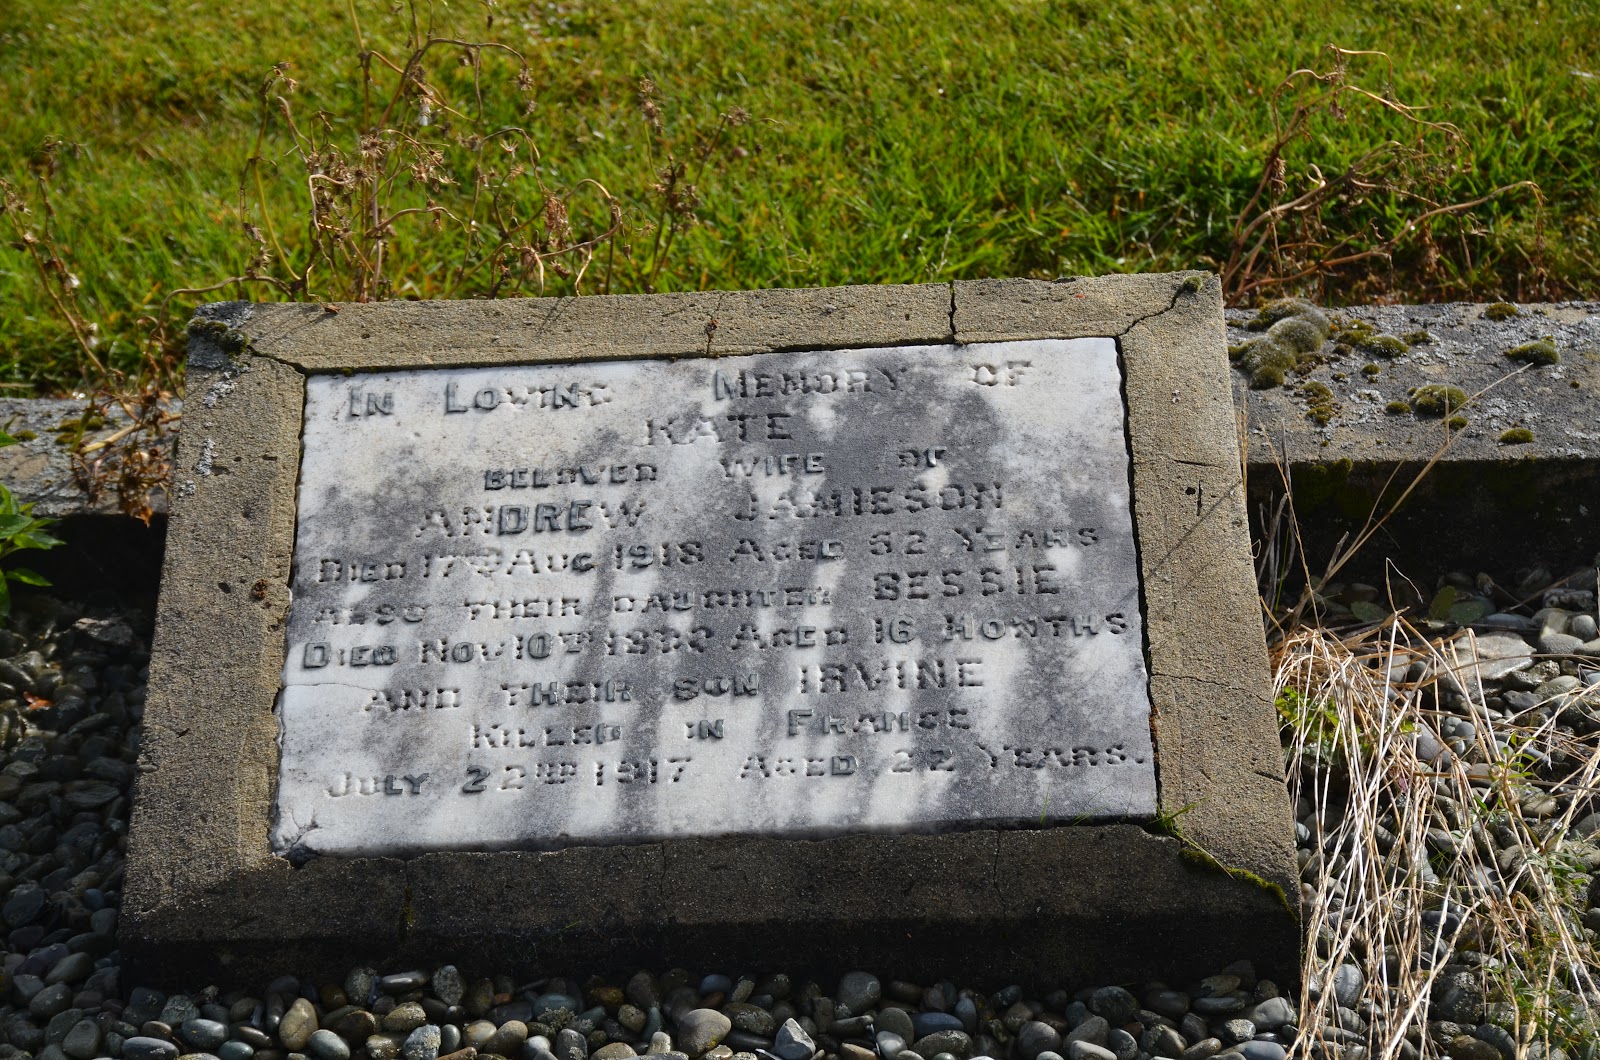 IN LOVING MEMORY OF
KATE
BELOVED WIFE OF
ANDREW JAMIESON
DIED 17TH AUG 1918 AGED 52 YEARS
ALSO THEIR DAUGHTER BESSIE
DIED NOV 10TH AGED 16 MONTHS
AND THEIR SON IRVINE
KILLED IN FRANCE
JULY 22ND 1917 AGED 22 YEARS.